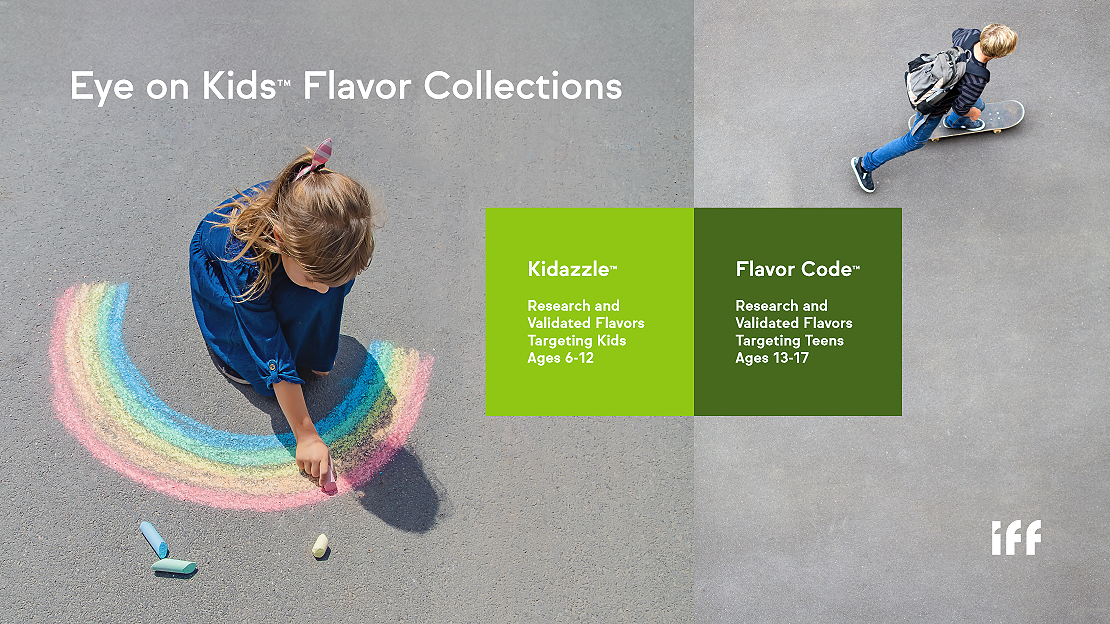 Eye on Kids™ Flavor Collections
Kidazzle™
Research and
Validated Flavors
Targeting Kids
Ages 6-12
Flavor Code™
Research and
Validated Flavors
Targeting Teens
Ages 13-17
iff